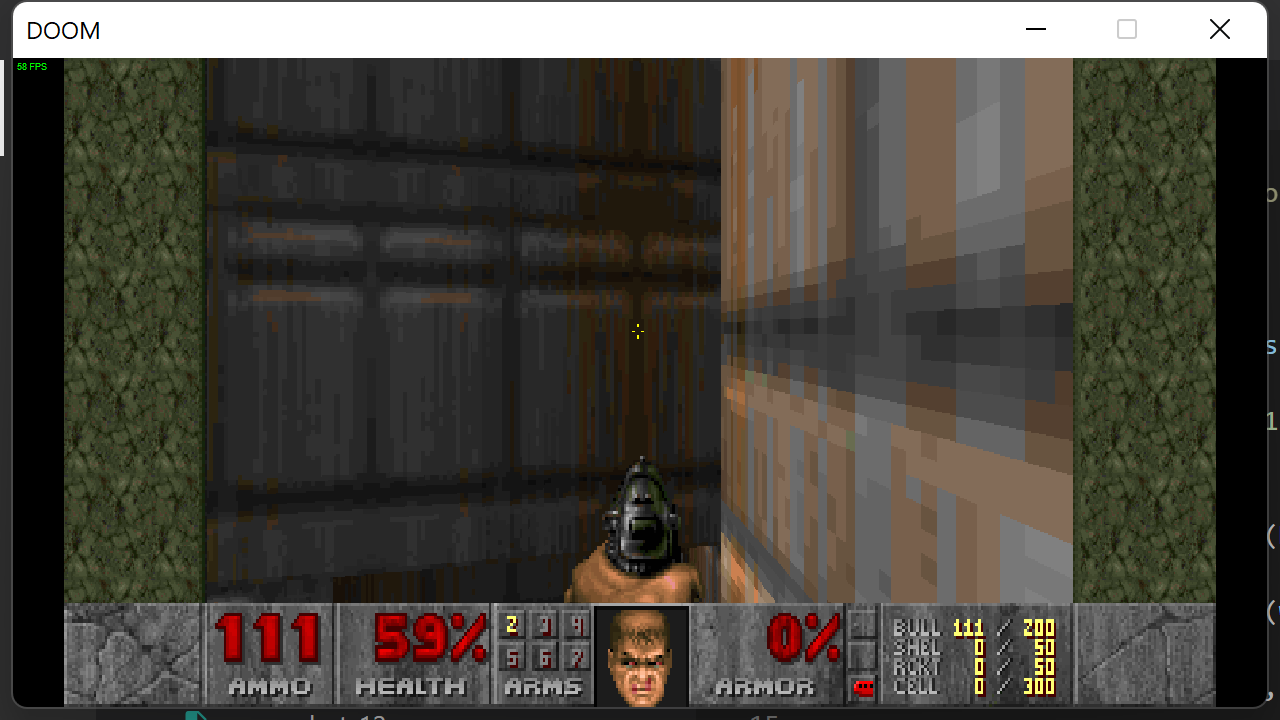 DOOM
58 FPS
111 59% 2 3 4 0% BULL 111 / 200
5 6 7 SHEL 0 / 50
RCKT 0 / 50
AMMO HEALTH ARMS ARMOR CELL 0 / 300
15